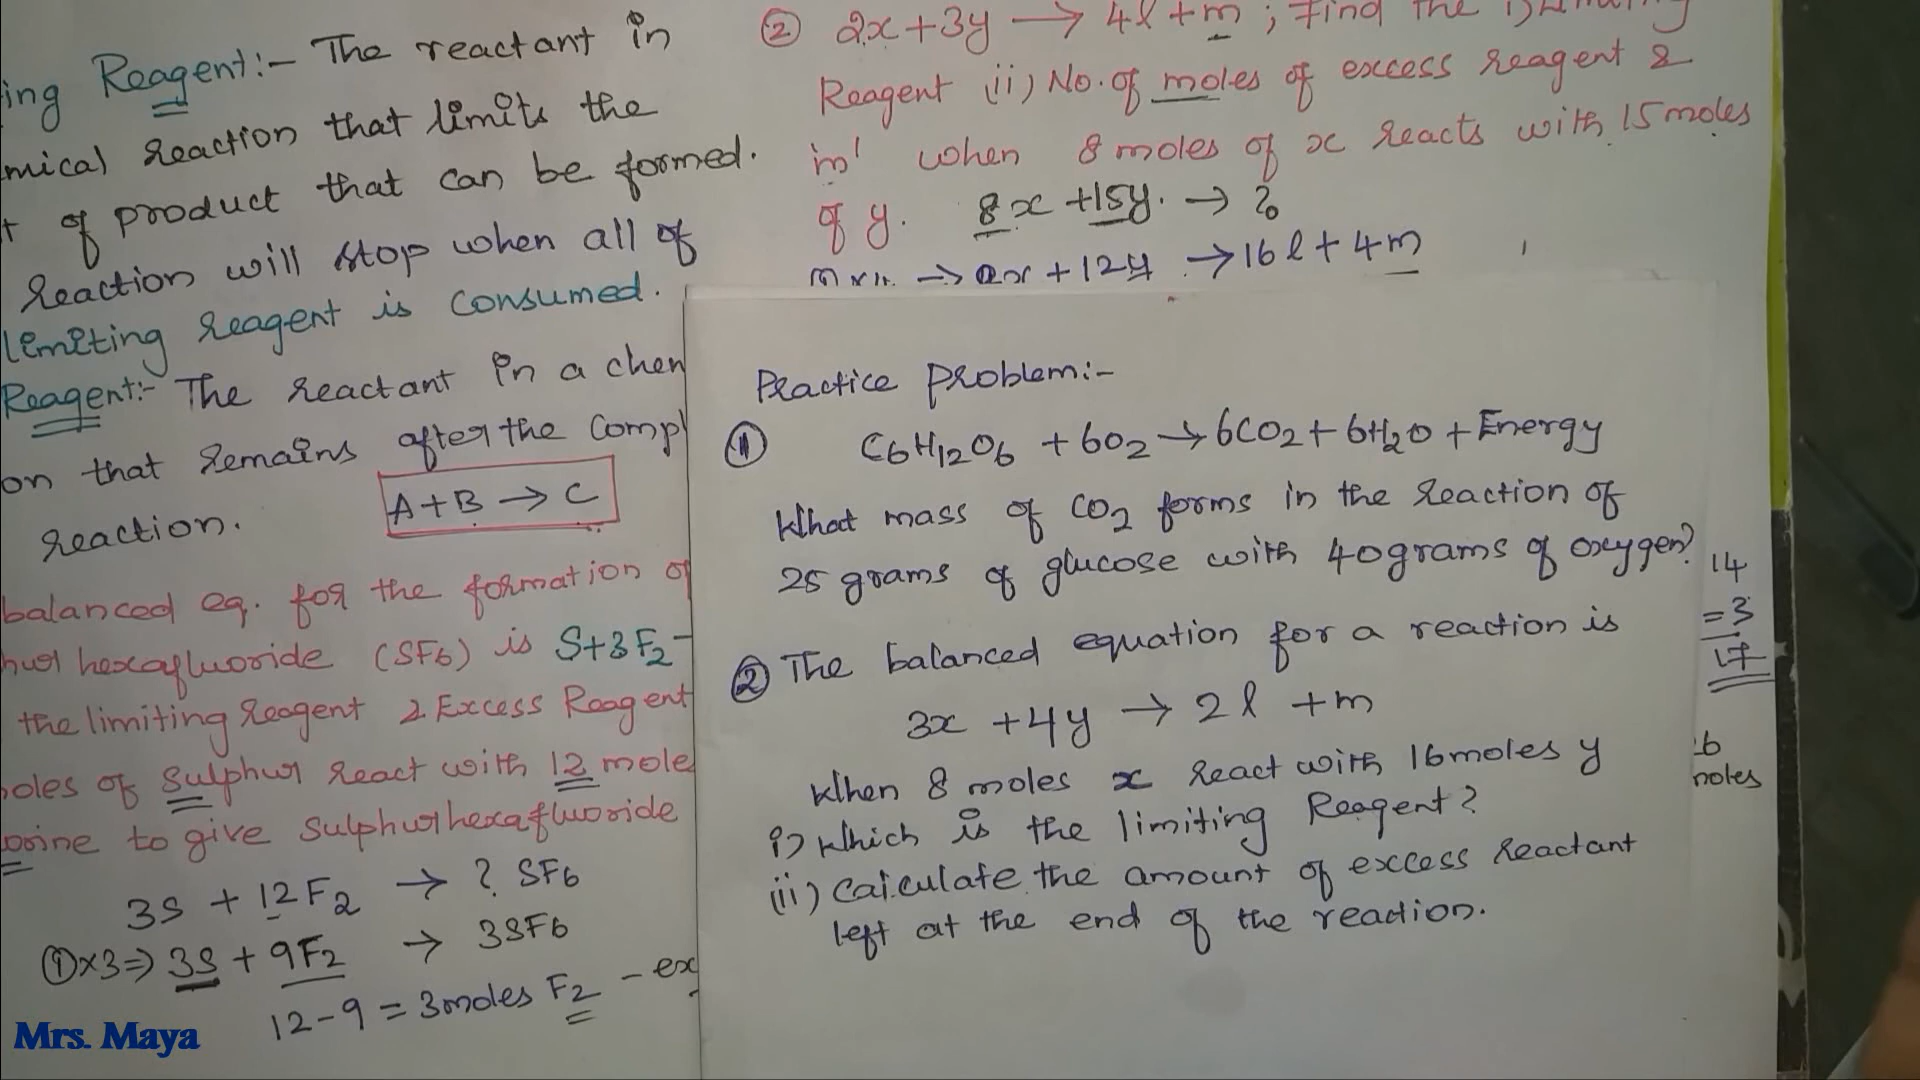 ing Reagent:- The reactant in
mical reaction that limits the
t of product that can be formed.
reaction will stop when all of
limiting reagent is consumed.
Reagent:- The reactant in a chem
on that remains after the compl
reaction.
A+B → C
balanced eq. for the formation of
hur hexafluoride (SF6) is S+3F2-
the limiting Reagent & Excess Reagent
oles of sulphur react with 12 mole
orine to give sulphurhexafluoride
3S + 12F2 → ? SF6
①×3⇒ 3S + 9F2 → 3SF6
12-9 = 3moles F2 - ex
② 2x+3y → 4l+m ; Find the
Reagent (ii) No. of moles of excess reagent &
'm' when 8 moles of x reacts with 15 moles
of y. 8x +15y. → ?
→ 8x + 12y → 16l + 4m
Practice problem:-
① C6H12O6 + 6O2 → 6CO2 + 6H2O + Energy
What mass of CO2 forms in the reaction of
25 grams of glucose with 40grams of oxygen?
② The balanced equation for a reaction is
3x +4y → 2l +m
When 8 moles x react with 16moles y
i) Which is the limiting Reagent?
(ii) Calculate the amount of excess reactant
left at the end of the reaction.
14
=3
17
6
moles
Mrs. Maya